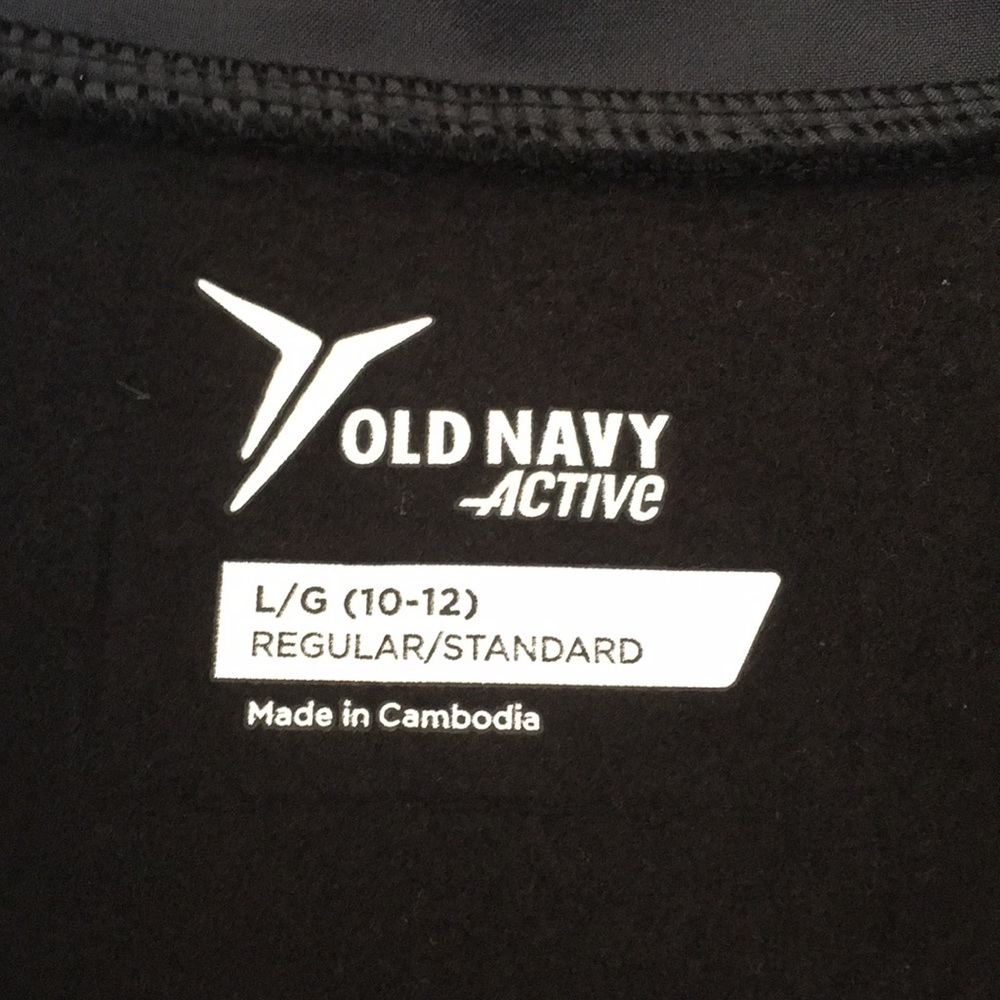 OLD NAVY
ACTIVE
L/G (10-12)
REGULAR/STANDARD
Made in Cambodia